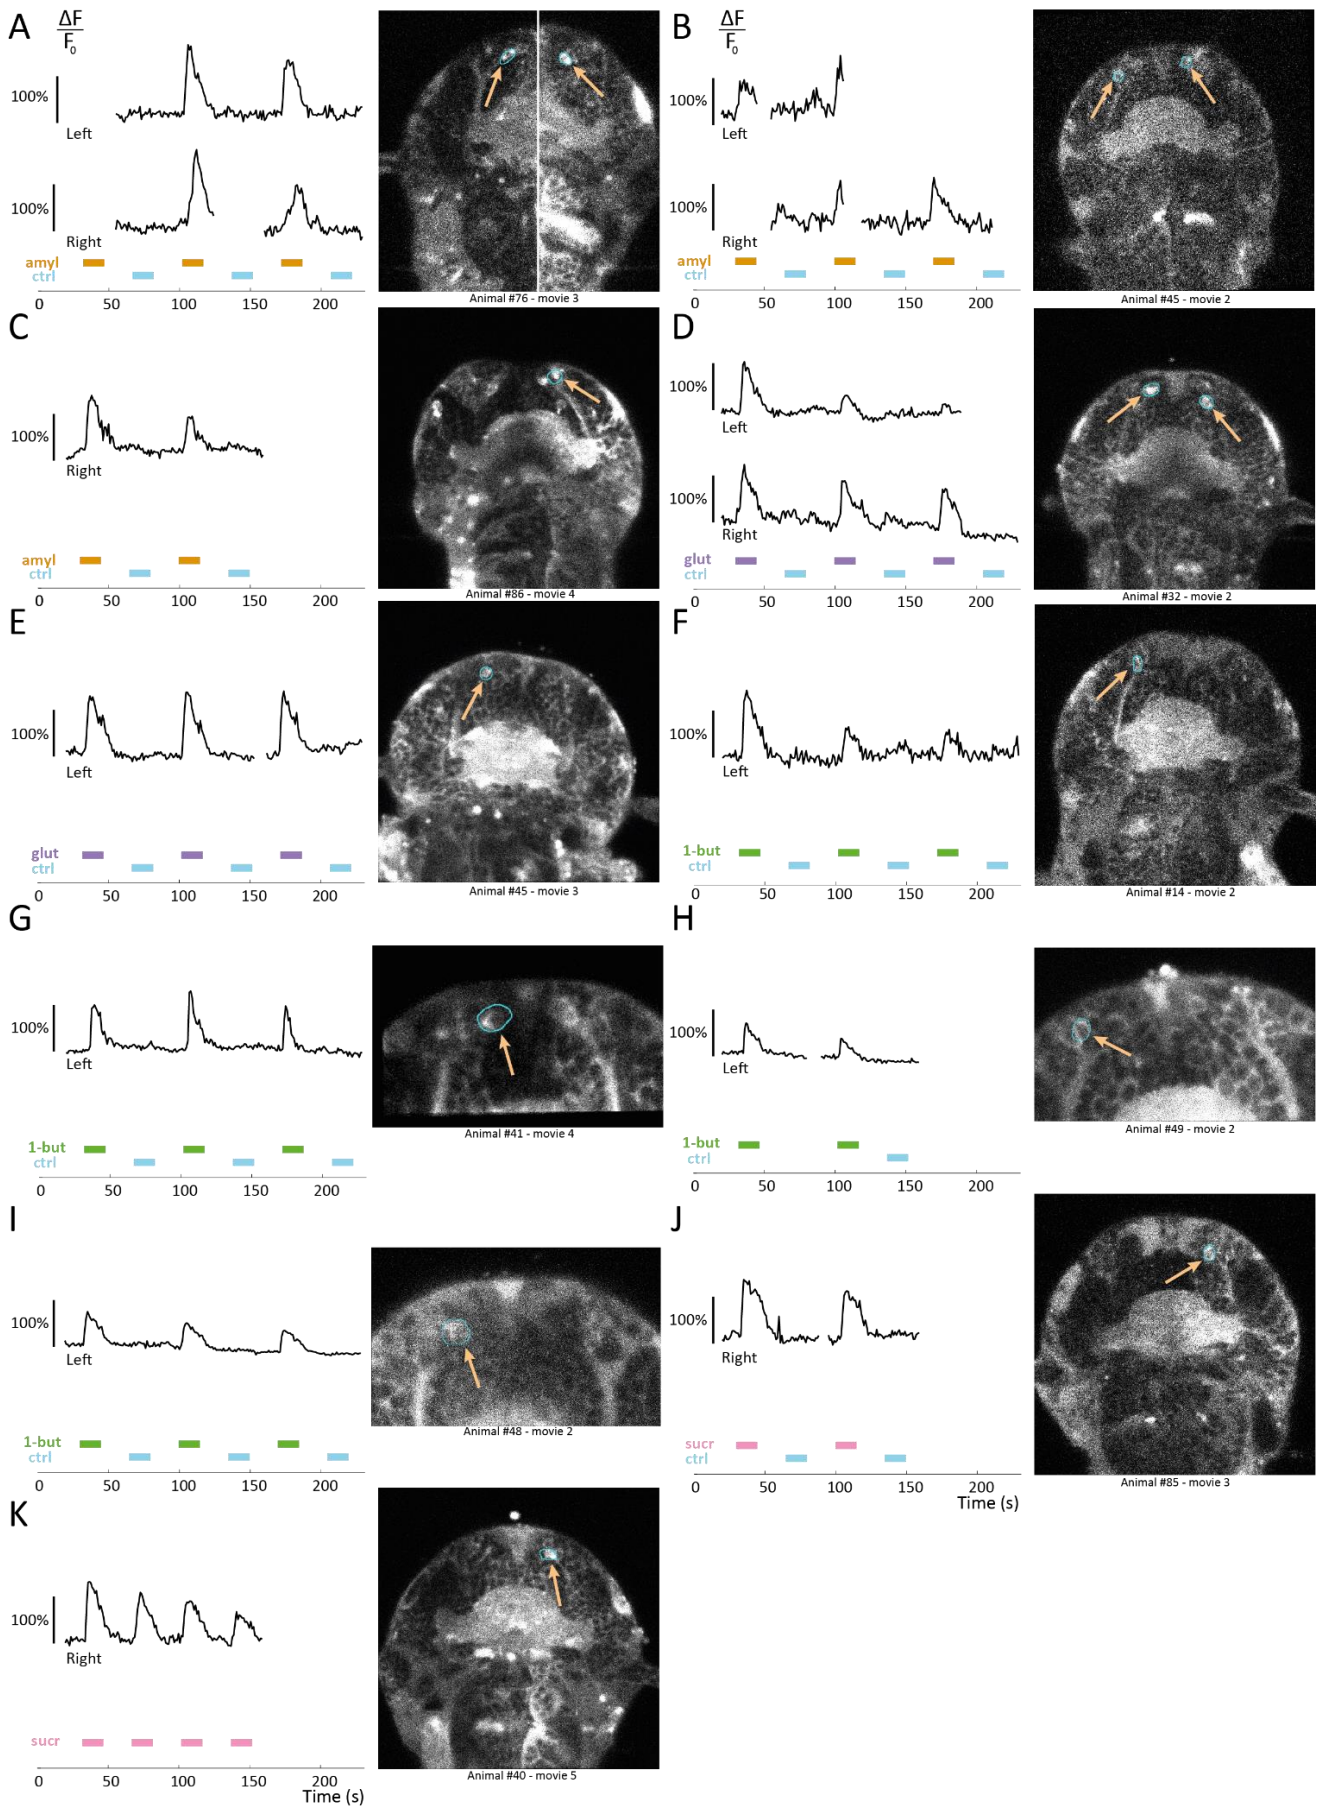 A
ΔF
F0
100%
Left
100%
Right
amyl
ctrl
0 50 100 150 200
Animal #76 - movie 3
B
ΔF
F0
100%
Left
100%
Right
amyl
ctrl
0 50 100 150 200
Animal #45 - movie 2
C
100%
Right
amyl
ctrl
0 50 100 150 200
Animal #86 - movie 4
D
100%
Left
100%
Right
glut
ctrl
0 50 100 150 200
Animal #32 - movie 2
E
100%
Left
glut
ctrl
0 50 100 150 200
Animal #45 - movie 3
F
100%
Left
1-but
ctrl
0 50 100 150 200
Animal #14 - movie 2
G
100%
Left
1-but
ctrl
0 50 100 150 200
Animal #41 - movie 4
H
100%
Left
1-but
ctrl
0 50 100 150 200
Animal #49 - movie 2
I
100%
Left
1-but
ctrl
0 50 100 150 200
Animal #48 - movie 2
J
100%
Right
sucr
ctrl
0 50 100 150 200
Time (s)
Animal #85 - movie 3
K
100%
Right
sucr
0 50 100 150 200
Time (s)
Animal #40 - movie 5